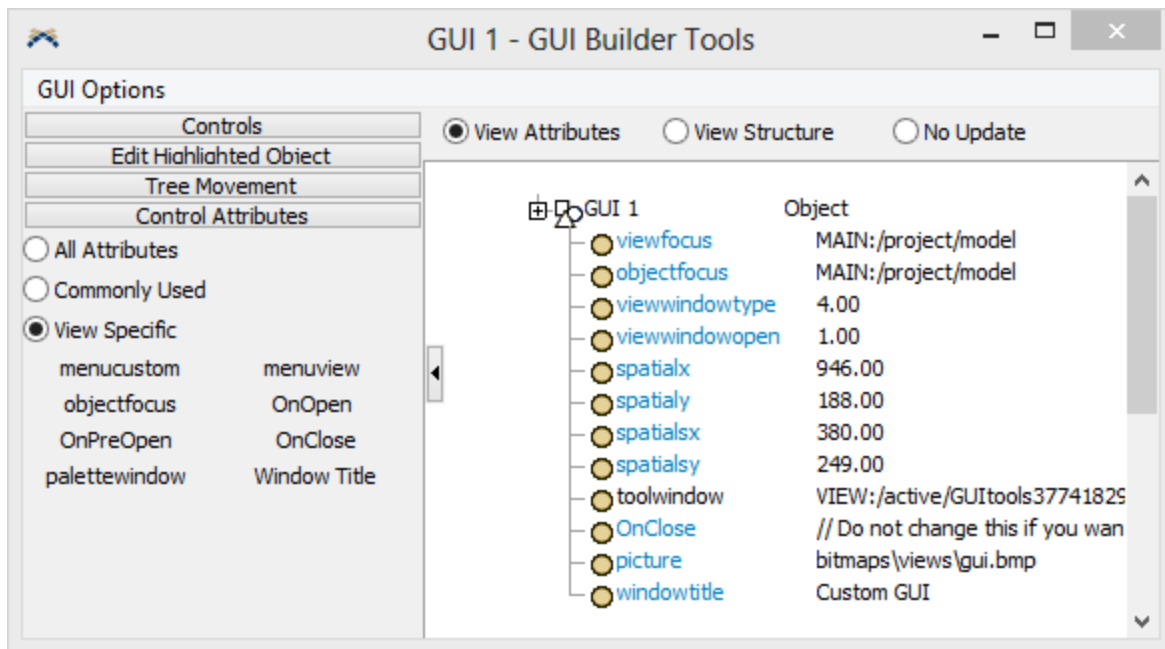 GUI 1 - GUI Builder Tools
GUI Options
Controls
Edit Highlighted Object
Tree Movement
Control Attributes
All Attributes
Commonly Used
View Specific
menucustom menuview
objectfocus OnOpen
OnPreOpen OnClose
palettewindow Window Title
View Attributes View Structure No Update
GUI 1 Object
viewfocus MAIN:/project/model
objectfocus MAIN:/project/model
viewwindowtype 4.00
viewwindowopen 1.00
spatialx 946.00
spatialy 188.00
spatialsx 380.00
spatialsy 249.00
toolwindow VIEW:/active/GUItools37741829
OnClose // Do not change this if you wan
picture bitmaps\views\gui.bmp
windowtitle Custom GUI